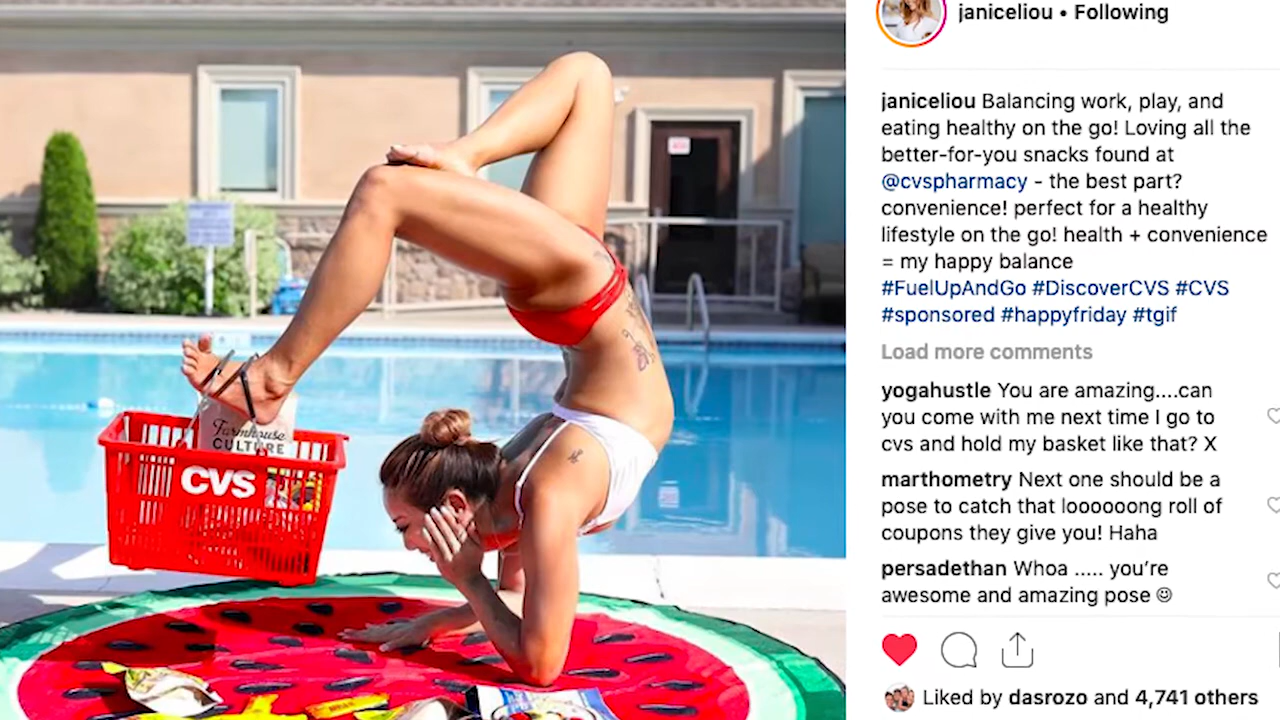 janiceliou • Following
janiceliou Balancing work, play, and
eating healthy on the go! Loving all the
better-for-you snacks found at
@cvspharmacy - the best part?
convenience! perfect for a healthy
lifestyle on the go! health + convenience
= my happy balance
#FuelUpAndGo #DiscoverCVS #CVS
#sponsored #happyfriday #tgif
Load more comments
yogahustle You are amazing....can
you come with me next time I go to
cvs and hold my basket like that? X
marthometry Next one should be a
pose to catch that loooooong roll of
coupons they give you! Haha
persadethan Whoa ..... you're
awesome and amazing pose ☺
Liked by dasrozo and 4,741 others
Farmhouse
CULTURE
CVS